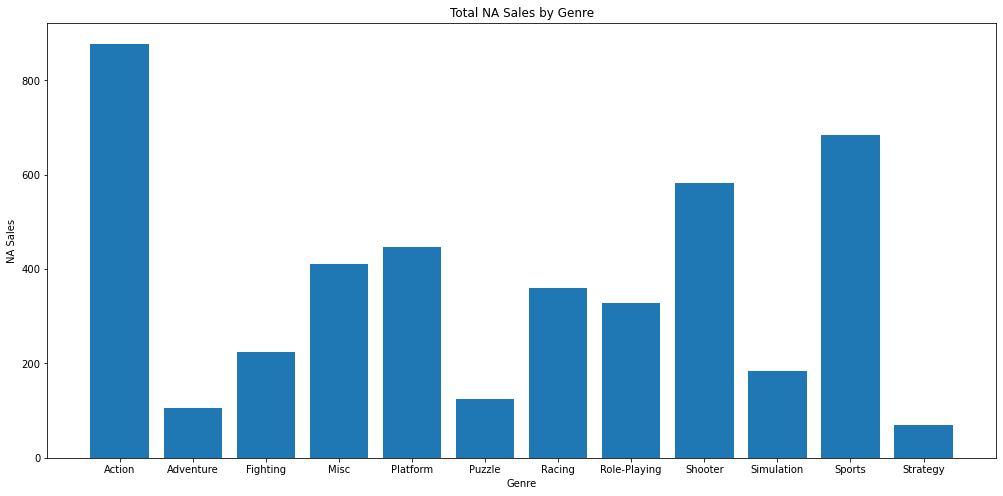 Total NA Sales by Genre
NA Sales
800
600
400
200
0
Action Adventure Fighting Misc Platform Puzzle Racing Role-Playing Shooter Simulation Sports Strategy
Genre